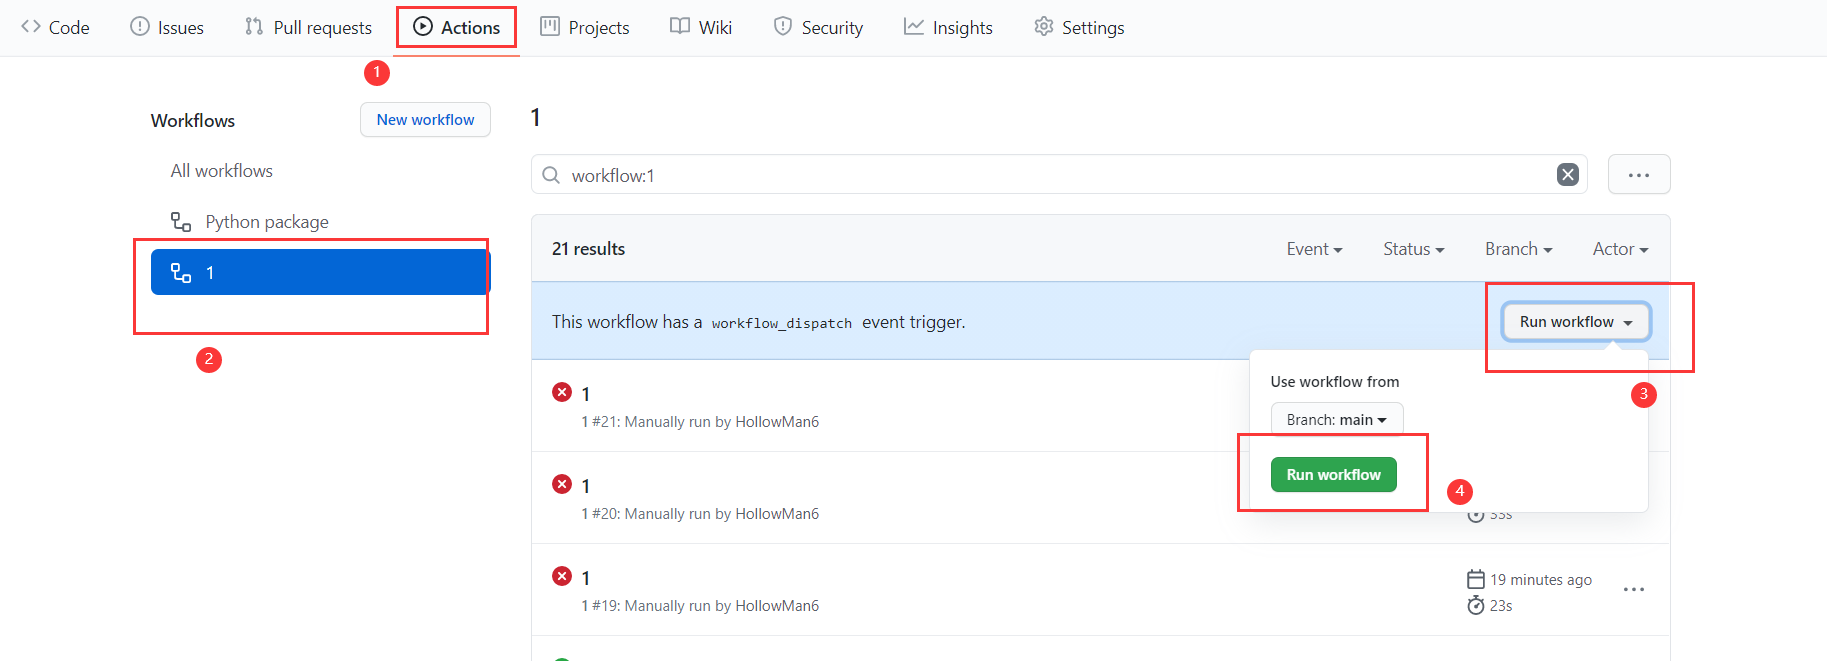 Code Issues Pull requests Actions Projects Wiki Security Insights Settings
1
Workflows
New workflow
All workflows
Python package
1
2
1
workflow:1
21 results
Event Status Branch Actor
This workflow has a workflow_dispatch event trigger.
Run workflow
3
Use workflow from
Branch: main
Run workflow
4
1
1 #21: Manually run by HollowMan6
1
1 #20: Manually run by HollowMan6
33s
1
1 #19: Manually run by HollowMan6
19 minutes ago
23s